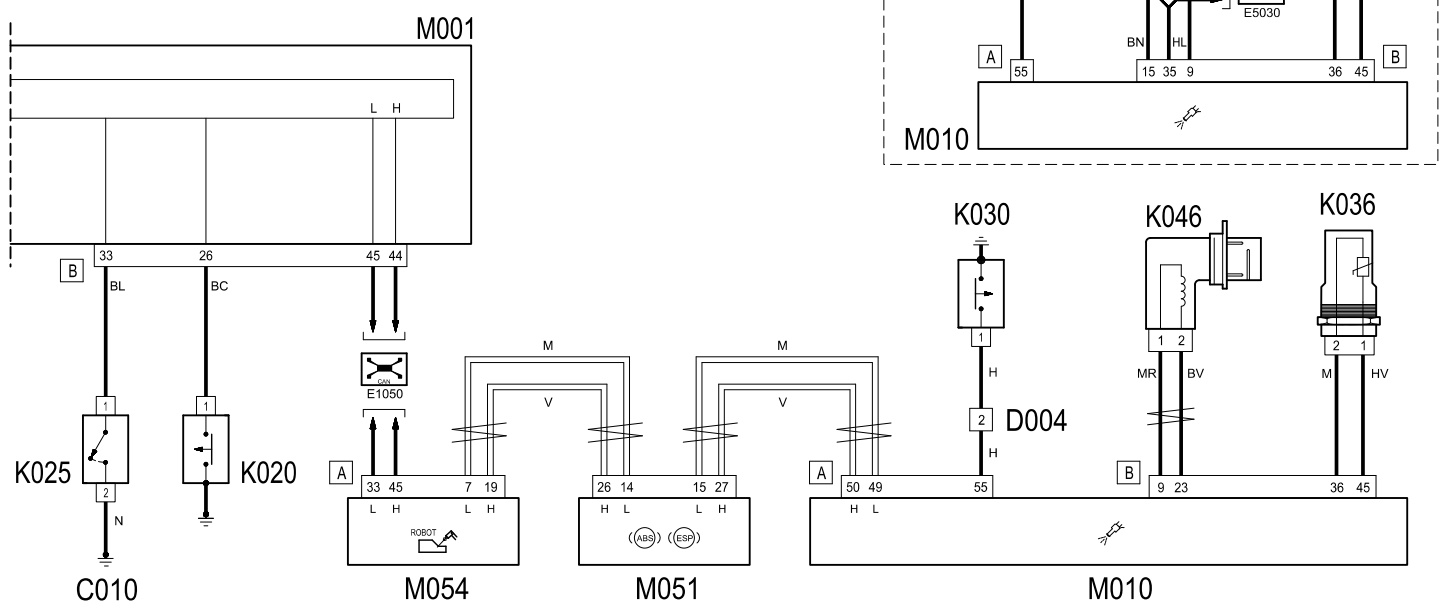 M001
E5030
BN HL
A 55 15 35 9 36 45 B
M010
L H
33 26 45 44
B
BL BC
K030 K046 K036
1 1 2 2 1
MR BV M HV
H
M M
CAN
E1050
V V
2 D004
H
1 1
K025 K020
2
N
C010
A 33 45 7 19
L H L H
ROBOT
M054
26 14 15 27
H L L H
(ABS) (ESP)
M051
A 50 49 55 B 9 23 36 45
H L
M010